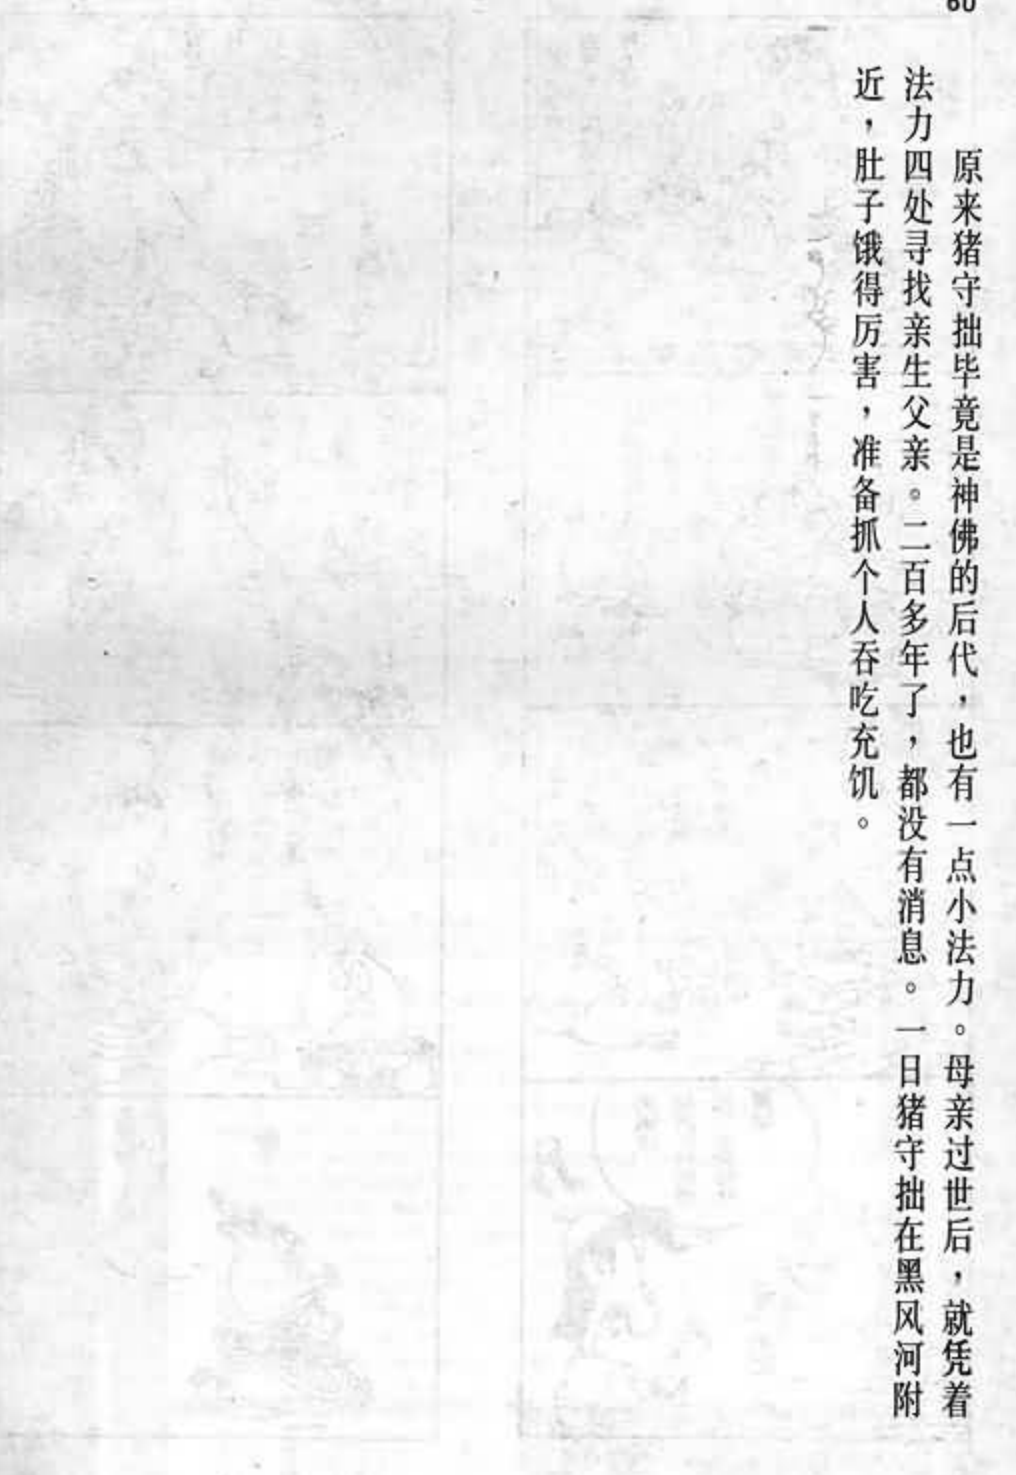 60
原来猪守拙毕竟是神佛的后代，也有一点小法力。母亲过世后，就凭着
法力四处寻找亲生父亲。二百多年了，都没有消息。一日猪守拙在黑风河附
近，肚子饿得厉害，准备抓个人吞吃充饥。